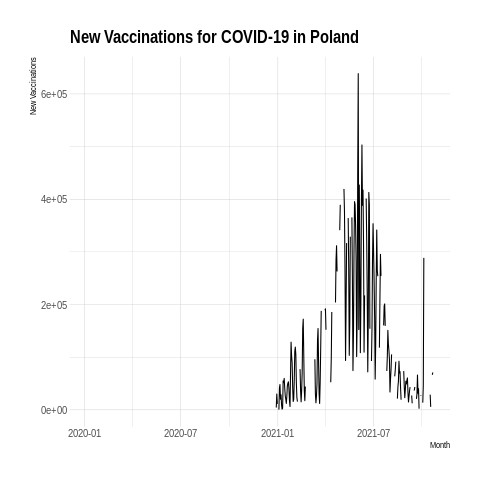 New Vaccinations for COVID-19 in Poland
New Vaccinations
6e+05
4e+05
2e+05
0e+00
2020-01 2020-07 2021-01 2021-07
Month